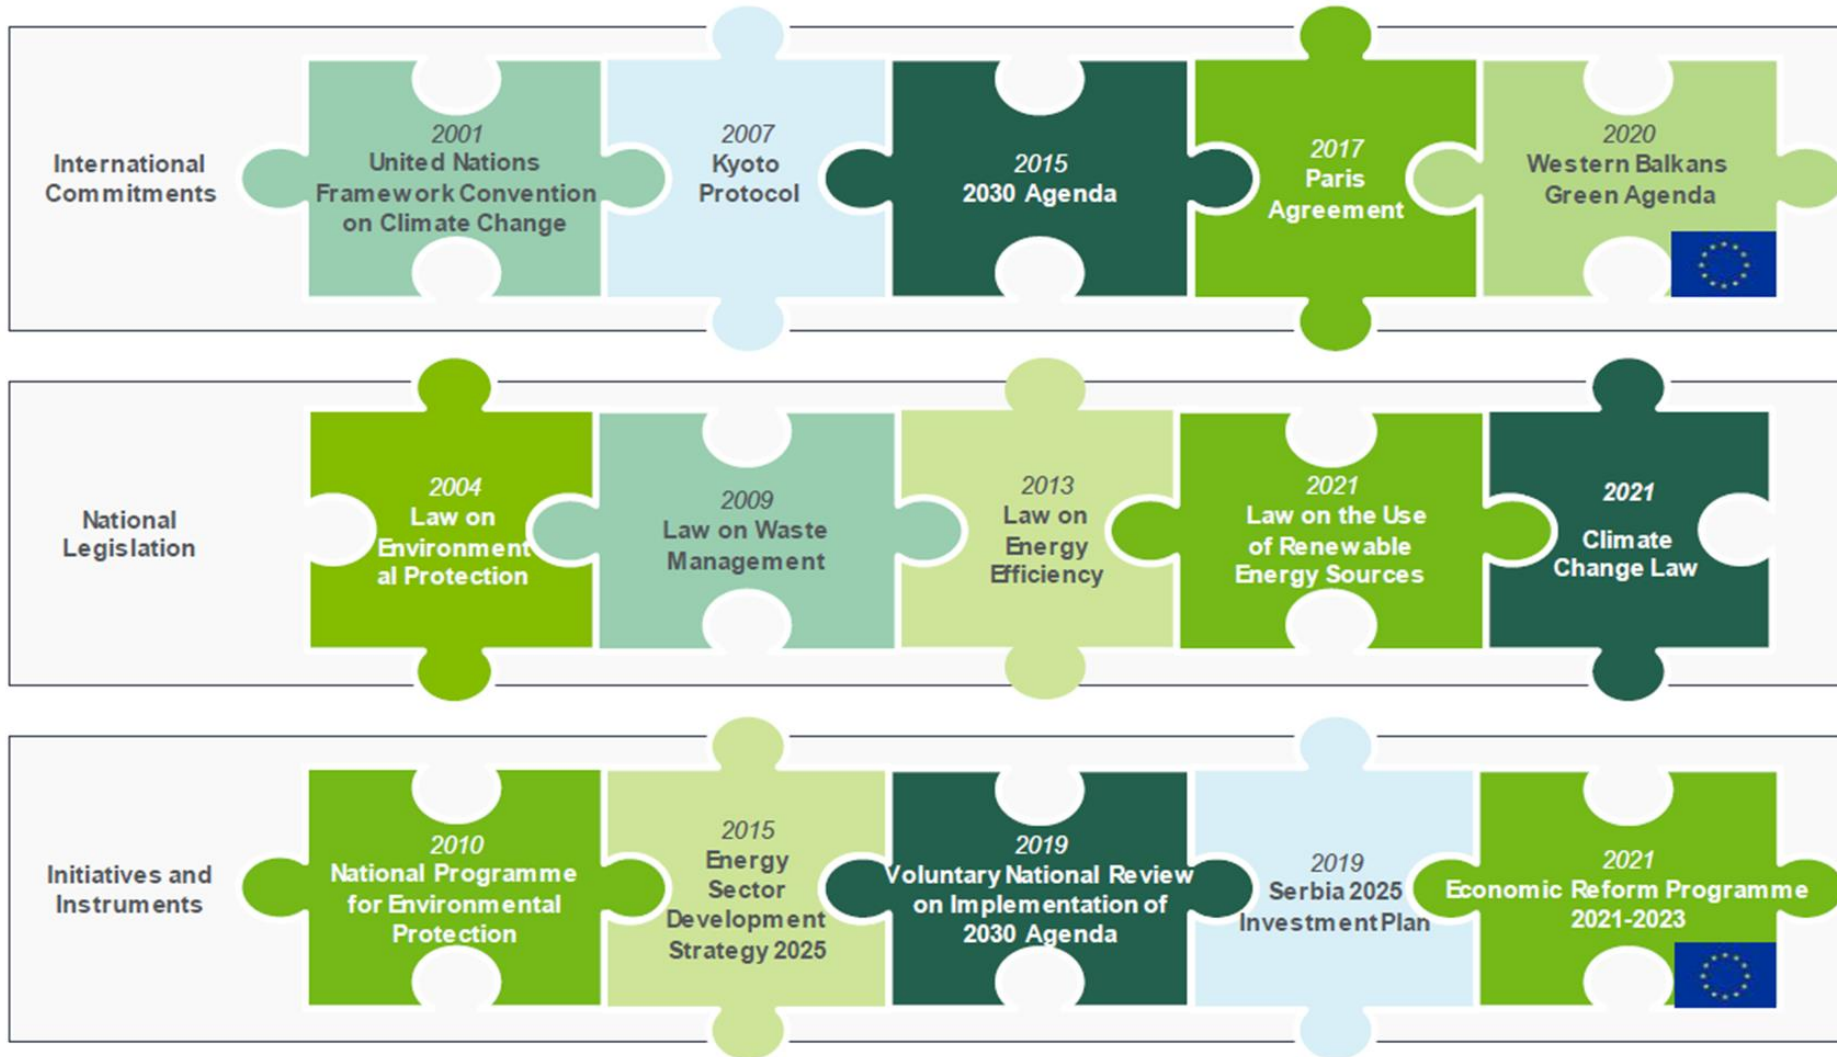 International
Commitments
2001
United Nations
Framework Convention
on Climate Change
2007
Kyoto
Protocol
2015
2030 Agenda
2017
Paris
Agreement
2020
Western Balkans
Green Agenda
National
Legislation
2004
Law on
Environment
al Protection
2009
Law on Waste
Management
2013
Law on
Energy
Efficiency
2021
Law on the Use
of Renewable
Energy Sources
2021
Climate
Change Law
Initiatives and
Instruments
2010
National Programme
for Environmental
Protection
2015
Energy
Sector
Development
Strategy 2025
2019
Voluntary National Review
on Implementation of
2030 Agenda
2019
Serbia 2025
Investment Plan
2021
Economic Reform Programme
2021-2023